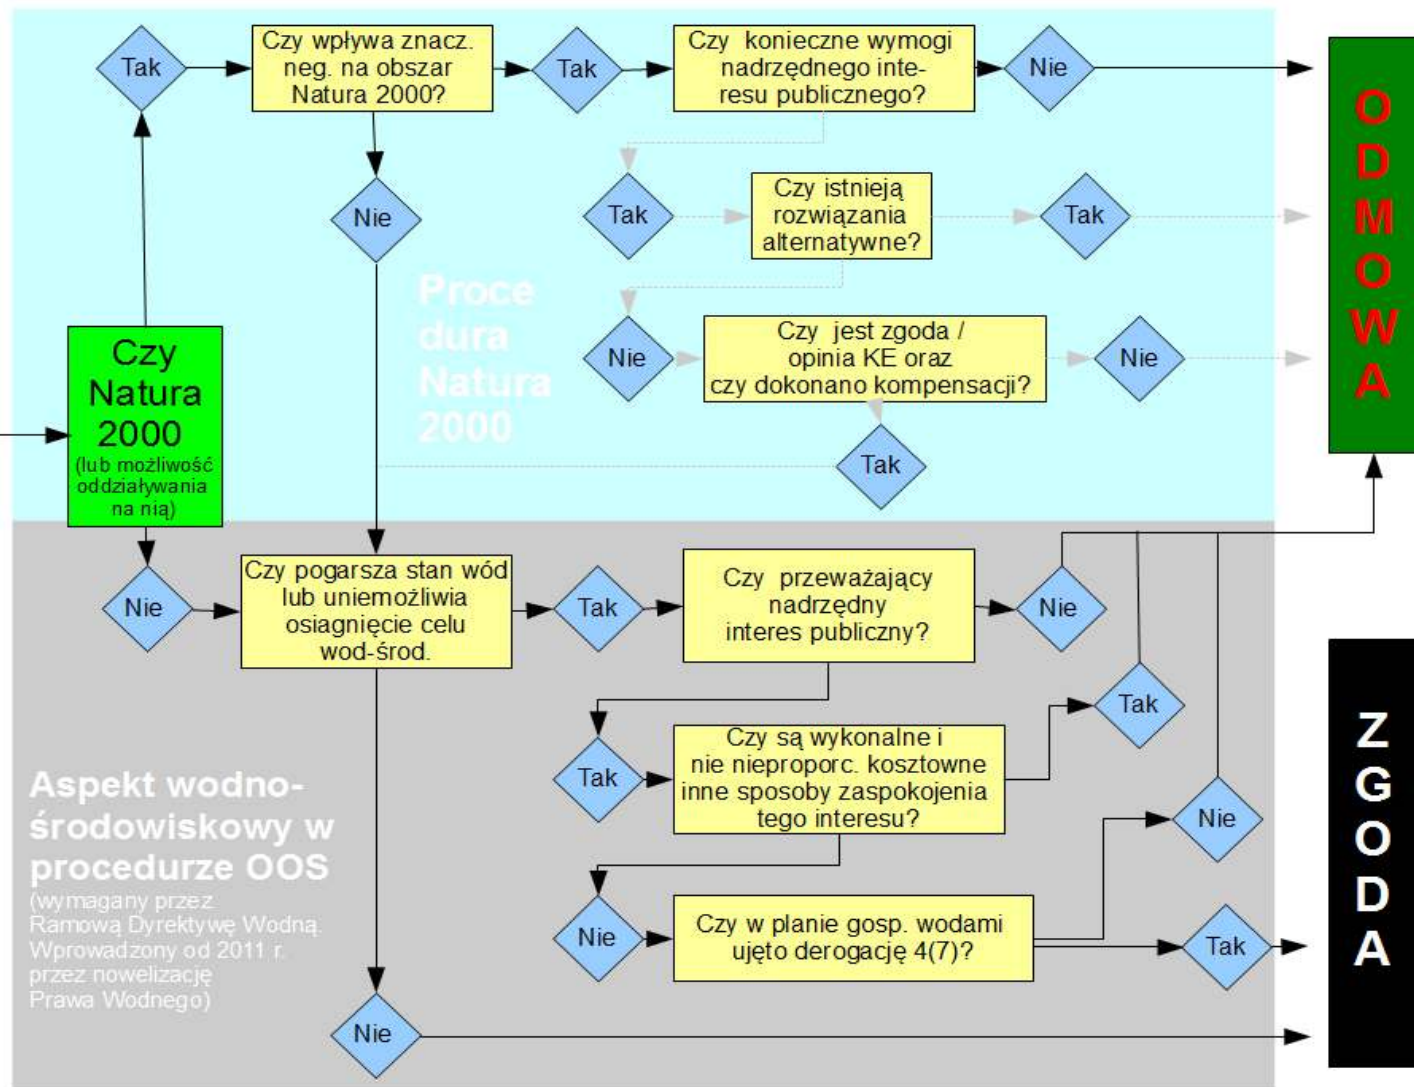 Tak
Czy wpływa znacz.
neg. na obszar
Natura 2000?
Tak
Czy konieczne wymogi
nadrzędnego inte-
resu publicznego?
Nie
Nie
Tak
Czy istnieją
rozwiązania
alternatywne?
Tak
Nie
Czy jest zgoda /
opinia KE oraz
czy dokonano kompensacji?
Nie
Tak
Proce
dura
Natura
2000
Czy
Natura
2000
(lub możliwość
oddziaływania
na nią)
Nie
Czy pogarsza stan wód
lub uniemożliwia
osiagnięcie celu
wod-środ.
Tak
Czy przeważający
nadrzędny
interes publiczny?
Nie
Tak
Czy są wykonalne i
nie nieproporc. kosztowne
inne sposoby zaspokojenia
tego interesu?
Tak
Nie
Czy w planie gosp. wodami
ujęto derogację 4(7)?
Nie
Tak
Nie
Aspekt wodno-
środowiskowy w
procedurze OOS
(wymagany przez
Ramową Dyrektywę Wodną.
Wprowadzony od 2011 r.
przez nowelizację
Prawa Wodnego)
O
D
M
O
W
A
Z
G
O
D
A